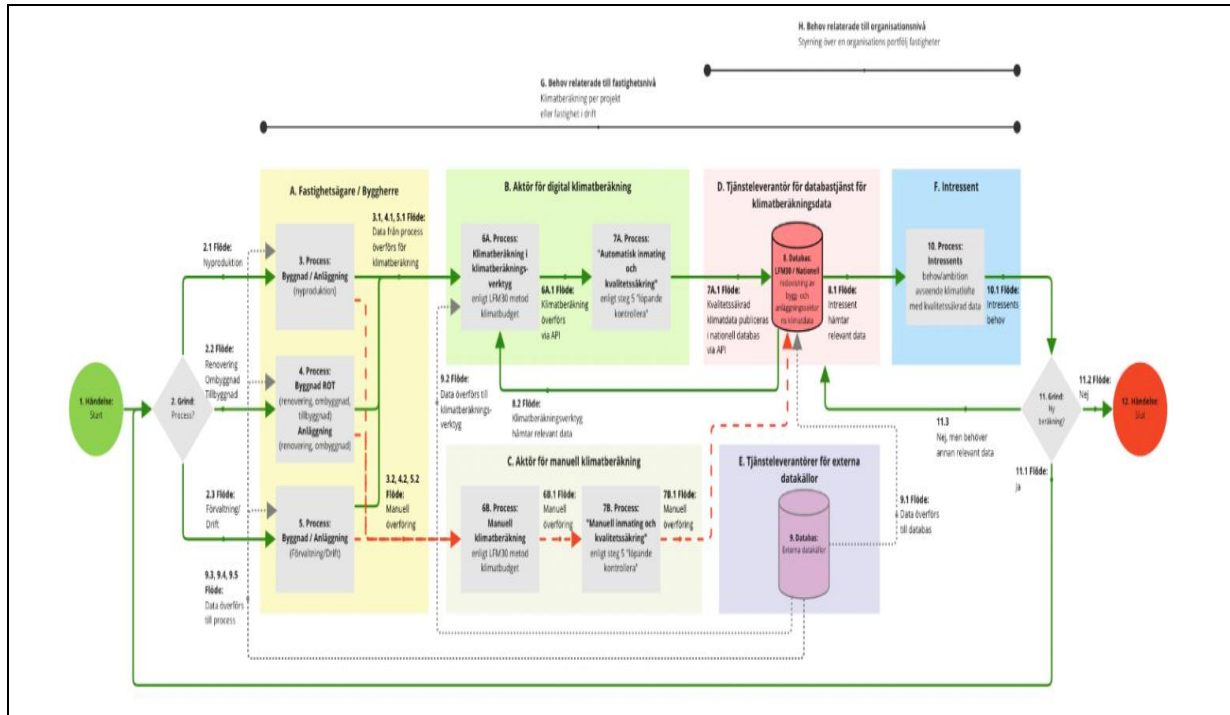 H. Behov relaterade till organisationsnivå
Styrning över en organisations portfölj fastigheter
G. Behov relaterade till fastighetsnivå
Klimatberäkning per projekt
eller fastighet i drift
A. Fastighetsägare / Byggherre
B. Aktör för digital klimatberäkning
D. Tjänsteleverantör för databastjänst för
klimatberäkningsdata
F. Intressent
1. Händelse:
Start
2. Grind:
Process?
2.1 Flöde:
Nyproduktion
2.2 Flöde:
Renovering
Ombyggnad
Tillbyggnad
2.3 Flöde:
Förvaltning/
Drift
9.3, 9.4, 9.5
Flöde:
Data överförs
till process
3. Process:
Byggnad / Anläggning
(nyproduktion)
4. Process:
Byggnad ROT
(renovering, ombyggnad,
tillbyggnad)
Anläggning
(renovering, ombyggnad)
5. Process:
Byggnad / Anläggning
(Förvaltning/Drift)
3.1, 4.1, 5.1 Flöde:
Data från process
överförs för
klimatberäkning
3.2, 4.2, 5.2
Flöde:
Manuell
överföring
6A. Process:
Klimatberäkning i
klimatberäknings-
verktyg
enligt LFM30 metod
klimatbudget
6A.1 Flöde:
Klimatberäkning
överförs
via API
7A. Process:
"Automatisk inmating
och
kvalitetssäkring"
enligt steg 5 "löpande
kontrollera"
7A.1 Flöde:
Kvalitetssäkrad
klimatdata publiceras
i nationell databas
via API
8. Databas:
LFM30 / Nationell
redovisning av
bygg- och
anläggningssektor
ns klimatdata
8.1 Flöde:
Intressent
hämtar
relevant data
10. Process:
Intressents
behov/ambition
avseende klimatlöfte
med kvalitetssäkrad data
10.1 Flöde:
Intressents
behov
9.2 Flöde:
Data överförs till
klimatberäknings-
verktyg
8.2 Flöde:
Klimatberäkningsverktyg
hämtar relevant data
11. Grind:
Ny
beräkning?
11.2 Flöde:
Nej
12. Händelse:
Slut
11.3
Nej, men behöver
annan relevant data
11.1 Flöde:
Ja
C. Aktör för manuell klimatberäkning
6B. Process:
Manuell
klimatberäkning
enligt LFM30 metod
klimatbudget
6B.1 Flöde:
Manuell
överföring
7B. Process:
"Manuell inmating och
kvalitetssäkring"
enligt steg 5 "löpande
kontrollera"
7B.1 Flöde:
Manuell
överföring
E. Tjänsteleverantörer för externa
datakällor
9. Databas:
Externa datakällor
9.1 Flöde:
Data överförs
till databas